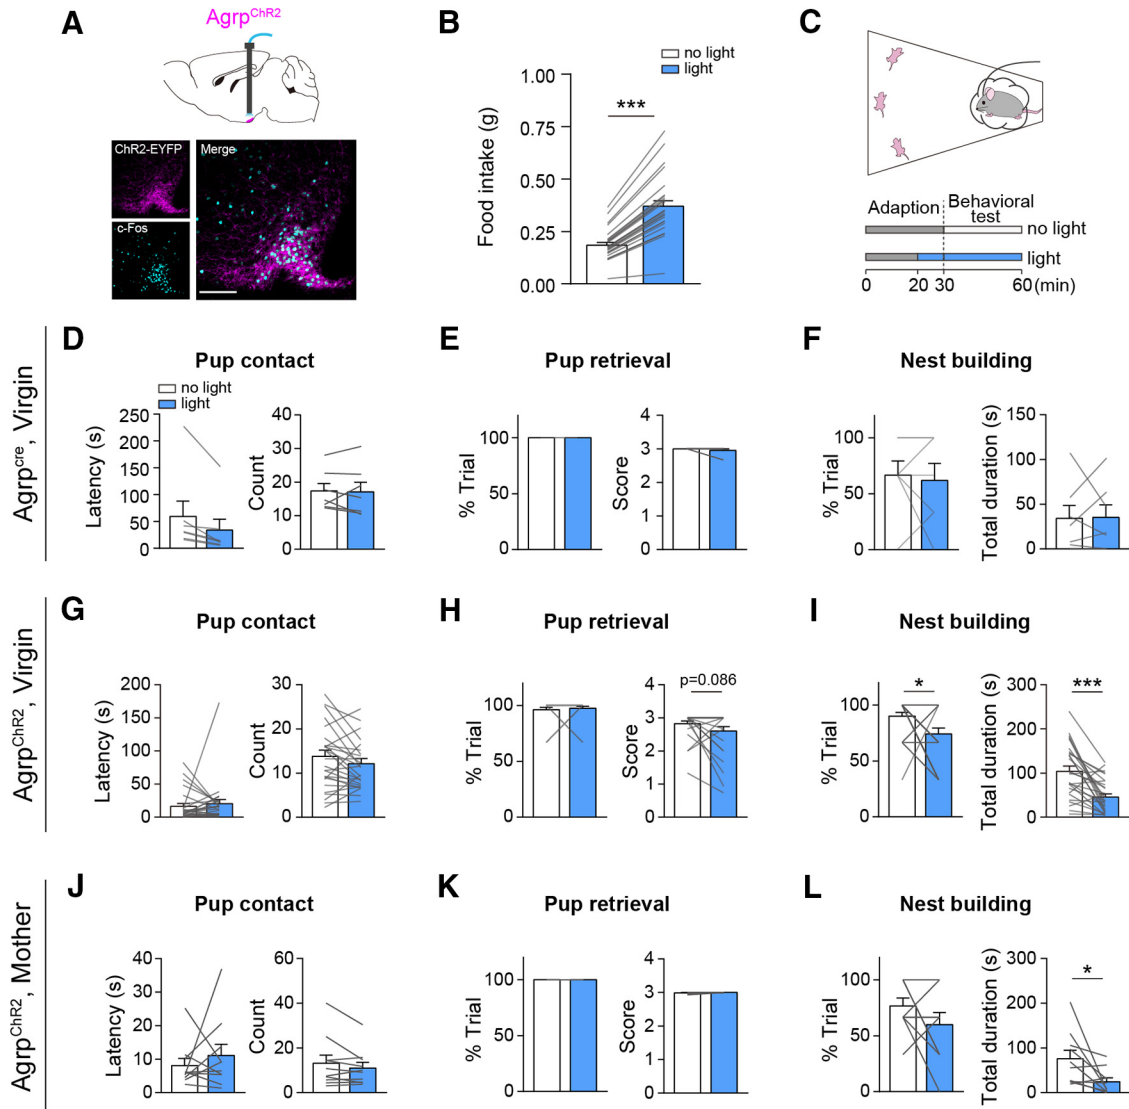 A
Agrp^ChR2
ChR2-EYFP
Merge
c-Fos
B
no light
light
Food intake (g)
1.00
0.75
0.50
0.25
0.00
***
C
Adaption
Behavioral
test
no light
light
0
20
30
60
(min)
Agrp^cre, Virgin
D
Pup contact
no light
light
Latency (s)
250
200
150
100
50
0
Count
40
30
20
10
0
E
Pup retrieval
% Trial
100
50
0
Score
4
3
2
1
0
F
Nest building
% Trial
100
50
0
Total duration (s)
150
100
50
0
Agrp^ChR2, Virgin
G
Pup contact
Latency (s)
200
150
100
50
0
Count
30
20
10
0
H
Pup retrieval
% Trial
100
50
0
Score
4
3
2
1
0
p=0.086
I
Nest building
% Trial
100
50
0
*
Total duration (s)
300
200
100
0
***
Agrp^ChR2, Mother
J
Pup contact
Latency (s)
40
30
20
10
0
Count
60
40
20
0
K
Pup retrieval
% Trial
100
50
0
Score
4
3
2
1
0
L
Nest building
% Trial
100
50
0
Total duration (s)
300
200
100
0
*